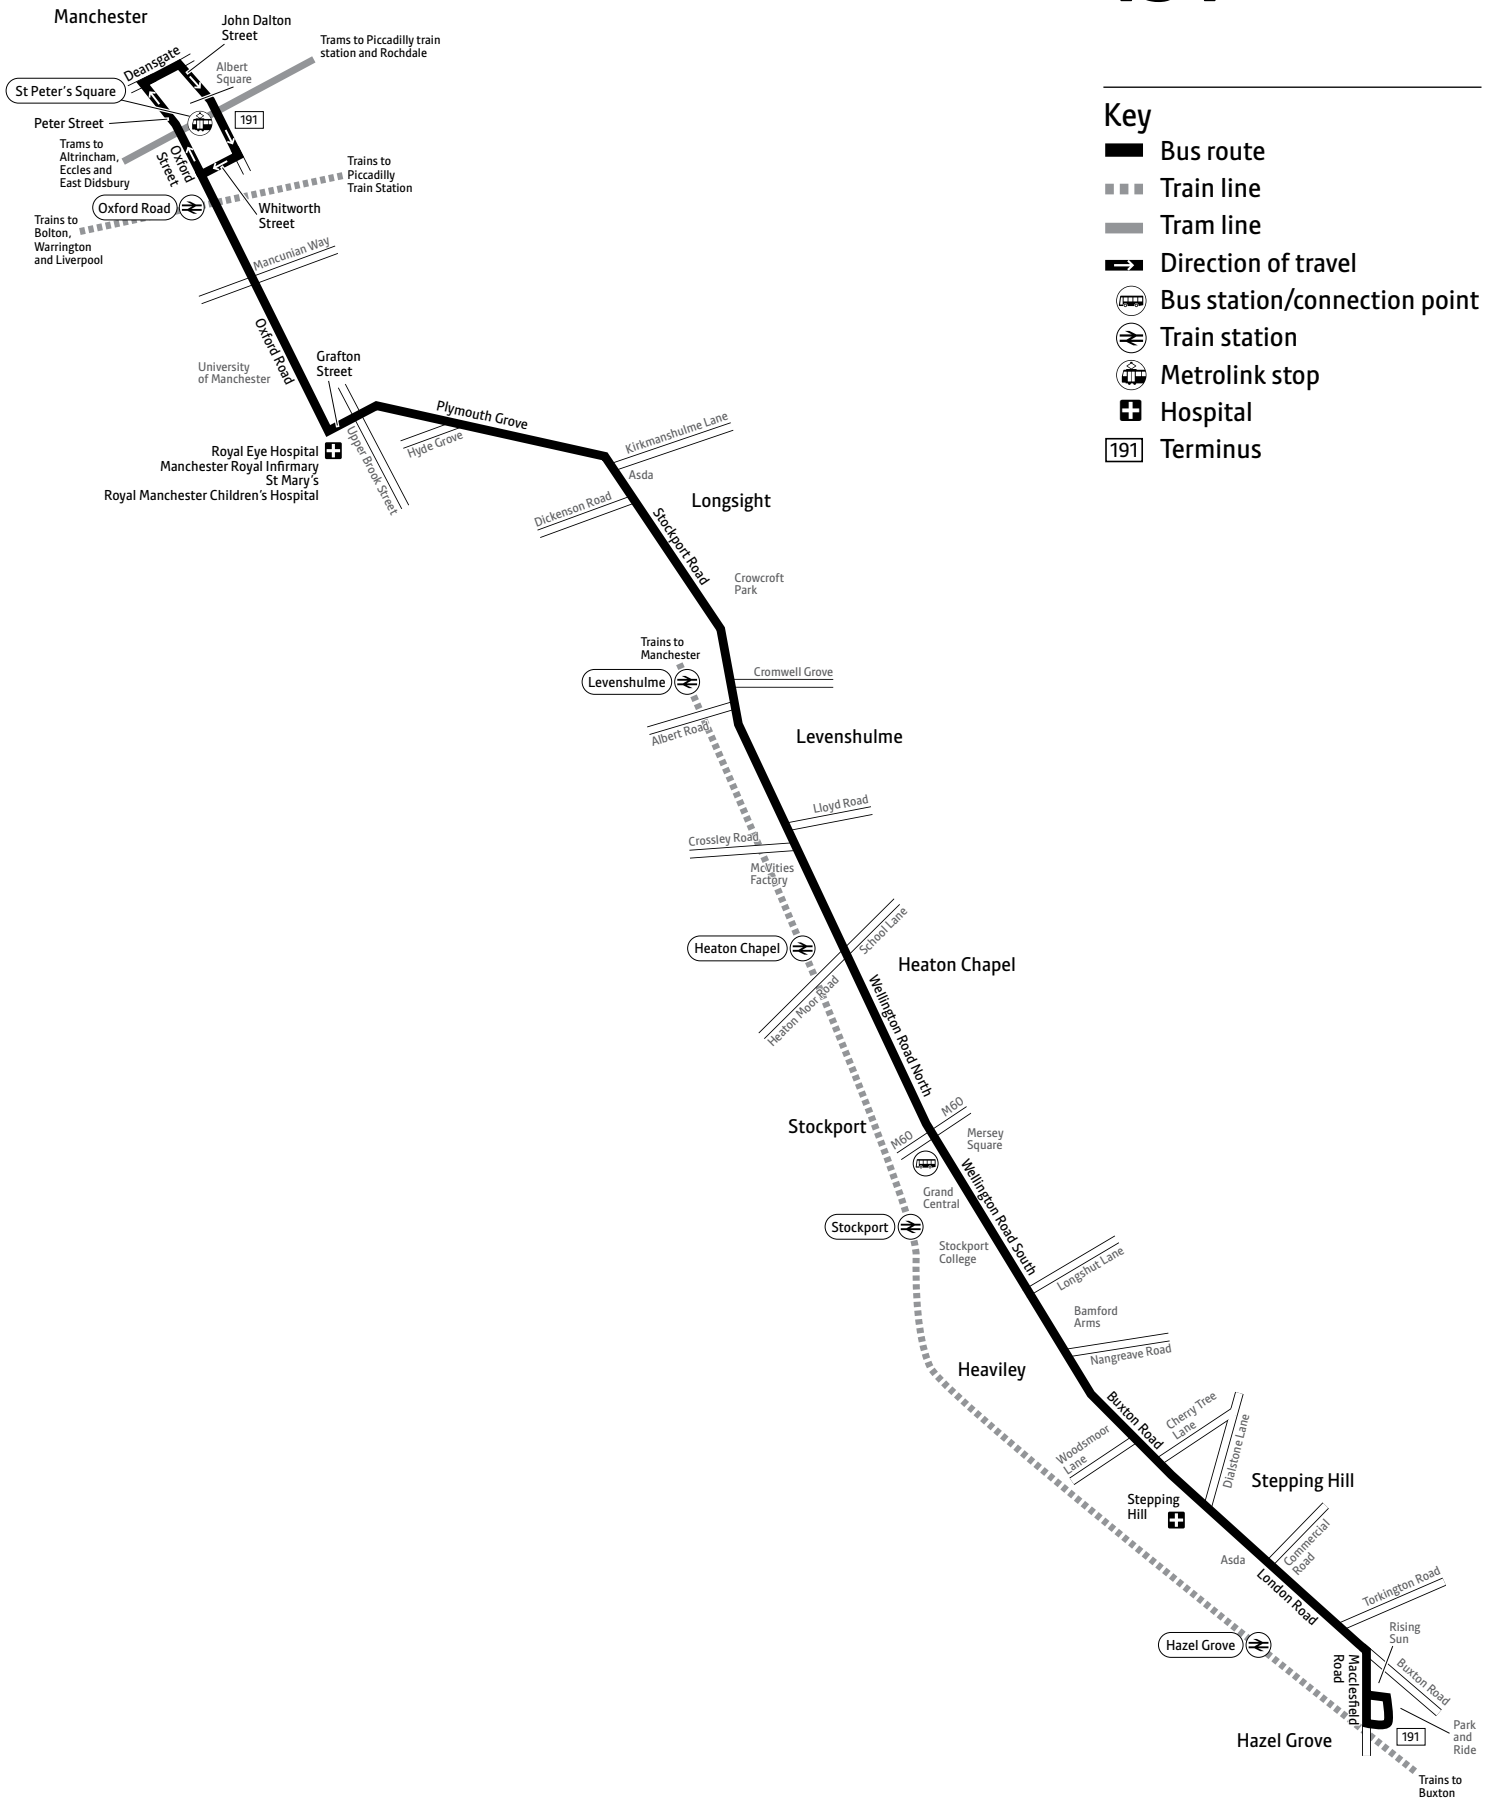 Manchester
John Dalton
Street
Trams to Piccadilly train
station and Rochdale
Deansgate
Albert
Square
St Peter's Square
191
Peter Street
Trams to
Altrincham,
Eccles and
East Didsbury
Oxford
Street
Trains to
Piccadilly
Train Station
Oxford Road
Whitworth
Street
Trains to
Bolton,
Warrington
and Liverpool
Mancunian Way
Oxford Road
University
of Manchester
Grafton
Street
Plymouth Grove
Hyde Grove
Upper Brook Street
Kirkmanshulme Lane
Royal Eye Hospital
Manchester Royal Infirmary
St Mary's
Royal Manchester Children's Hospital
Asda
Longsight
Dickenson Road
Stockport Road
Crowcroft
Park
Trains to
Manchester
Levenshulme
Cromwell Grove
Albert Road
Levenshulme
Lloyd Road
Crossley Road
McVities
Factory
School Lane
Heaton Chapel
Heaton Chapel
Heaton Moor Road
Wellington Road North
M60
M60
Stockport
Mersey
Square
Wellington Road South
Grand
Central
Stockport
Stockport
College
Longshut Lane
Bamford
Arms
Nangreave Road
Heaviley
Buxton Road
Cherry Tree
Lane
Woodsmoor
Lane
Dialstone Lane
Stepping Hill
Stepping
Hill
Commercial
Road
Asda
London Road
Torkington Road
Rising
Sun
Hazel Grove
Macclesfield
Road
Buxton Road
Park
and
Ride
191
Hazel Grove
Trains to
Buxton
Key
Bus route
Train line
Tram line
Direction of travel
Bus station/connection point
Train station
Metrolink stop
Hospital
191 Terminus